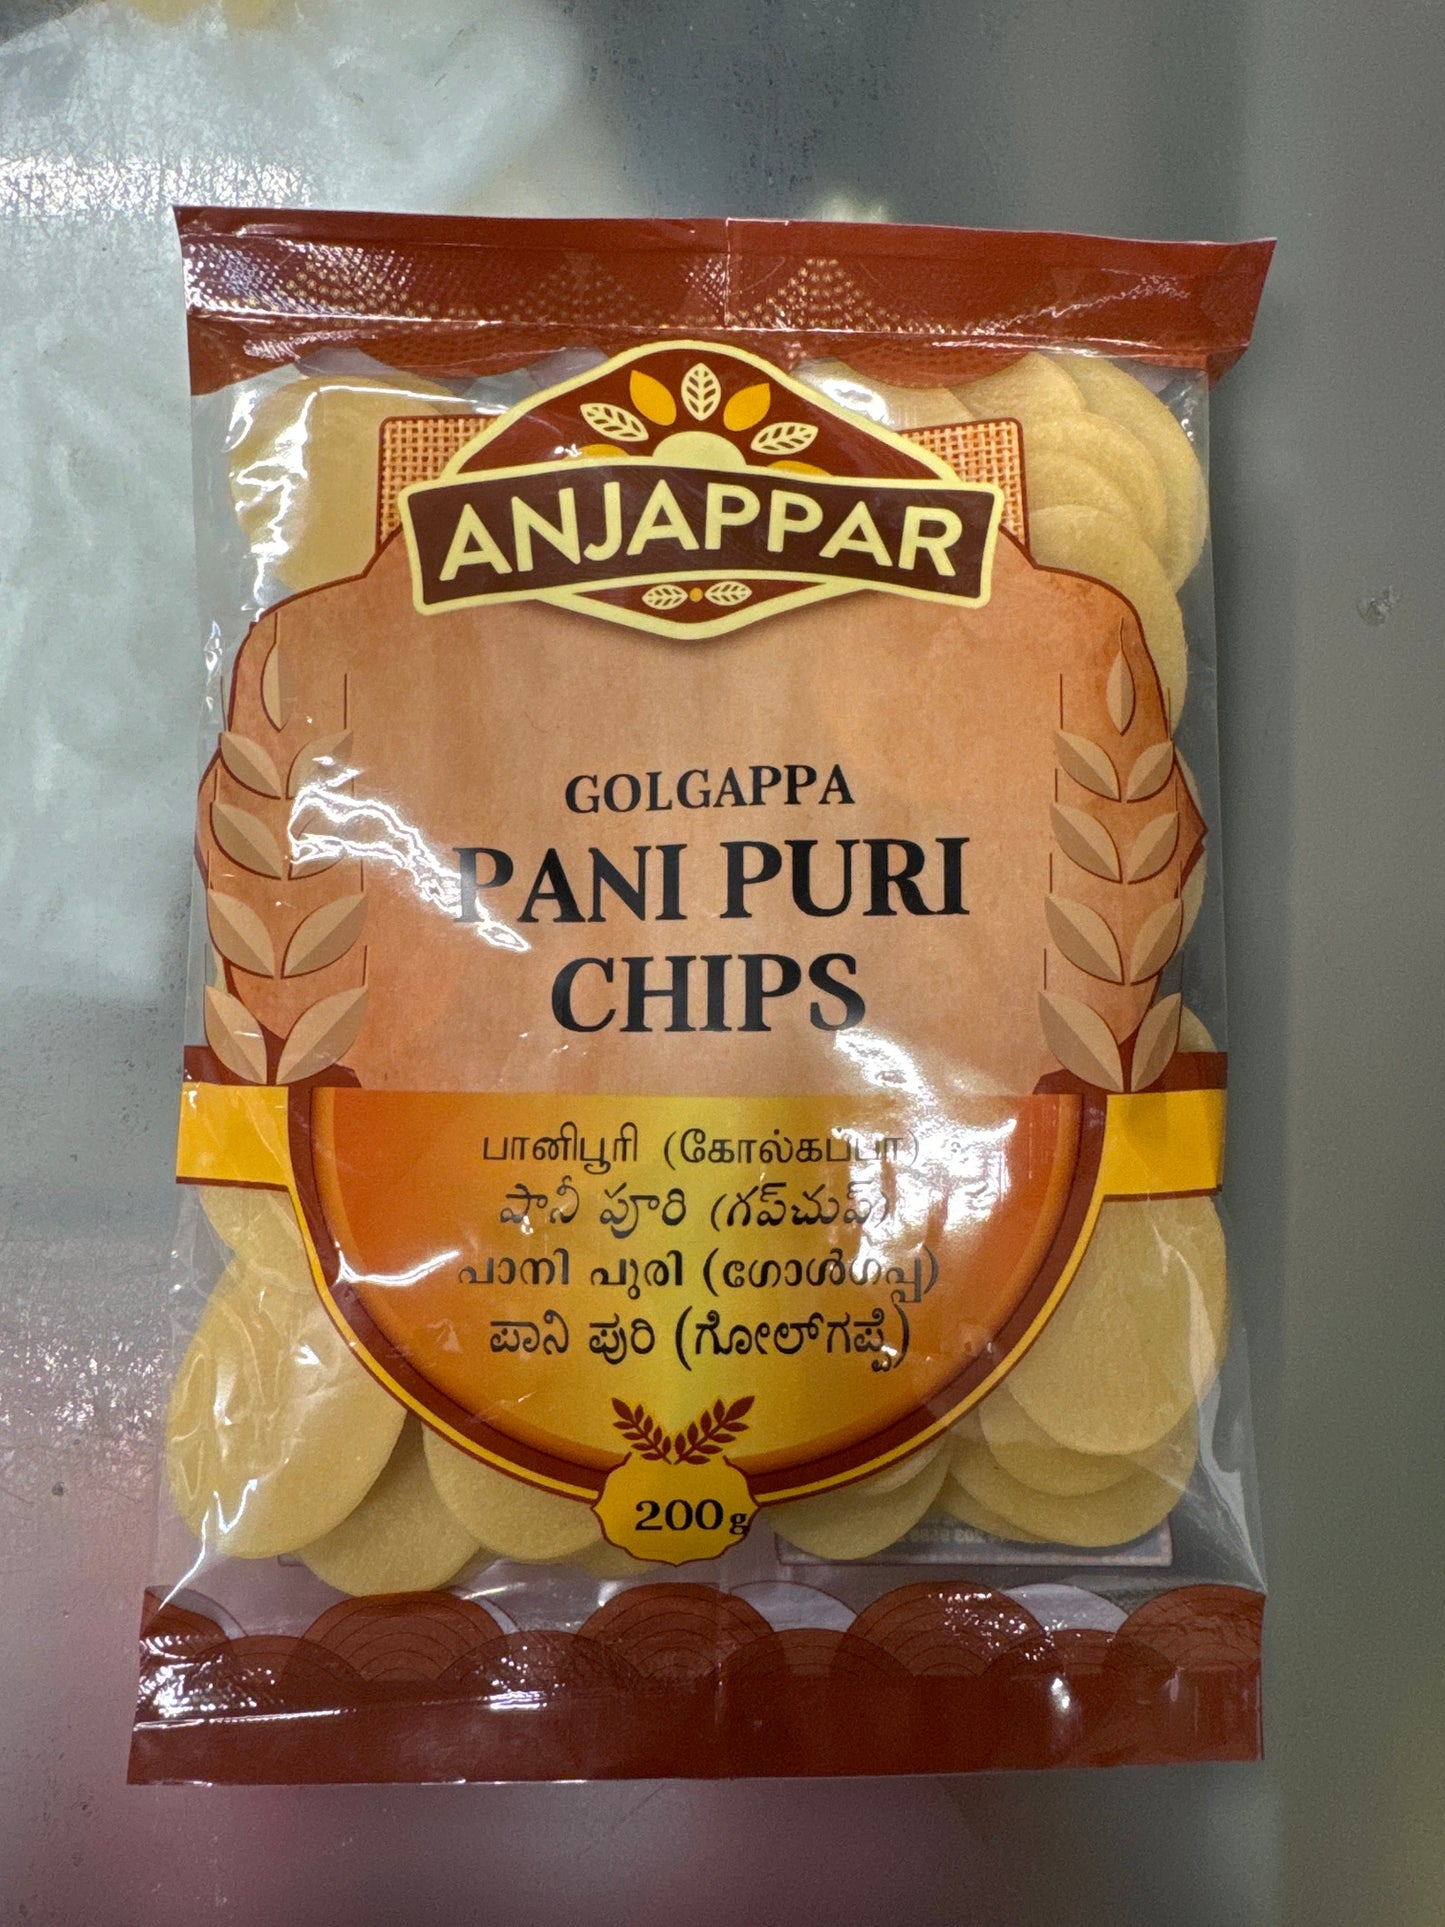 ANJAPPAR
GOLGAPPA
PANI PURI
CHIPS
பானிபூரி (கோல்கப்பா)
పానీ పూరి (గప్‌చుప్)
പാനി പുരി (ഗോൾഗപ്പ)
ಪಾನಿ ಪುರಿ (ಗೋಲ್‌ಗಪ್ಪೆ)
200g